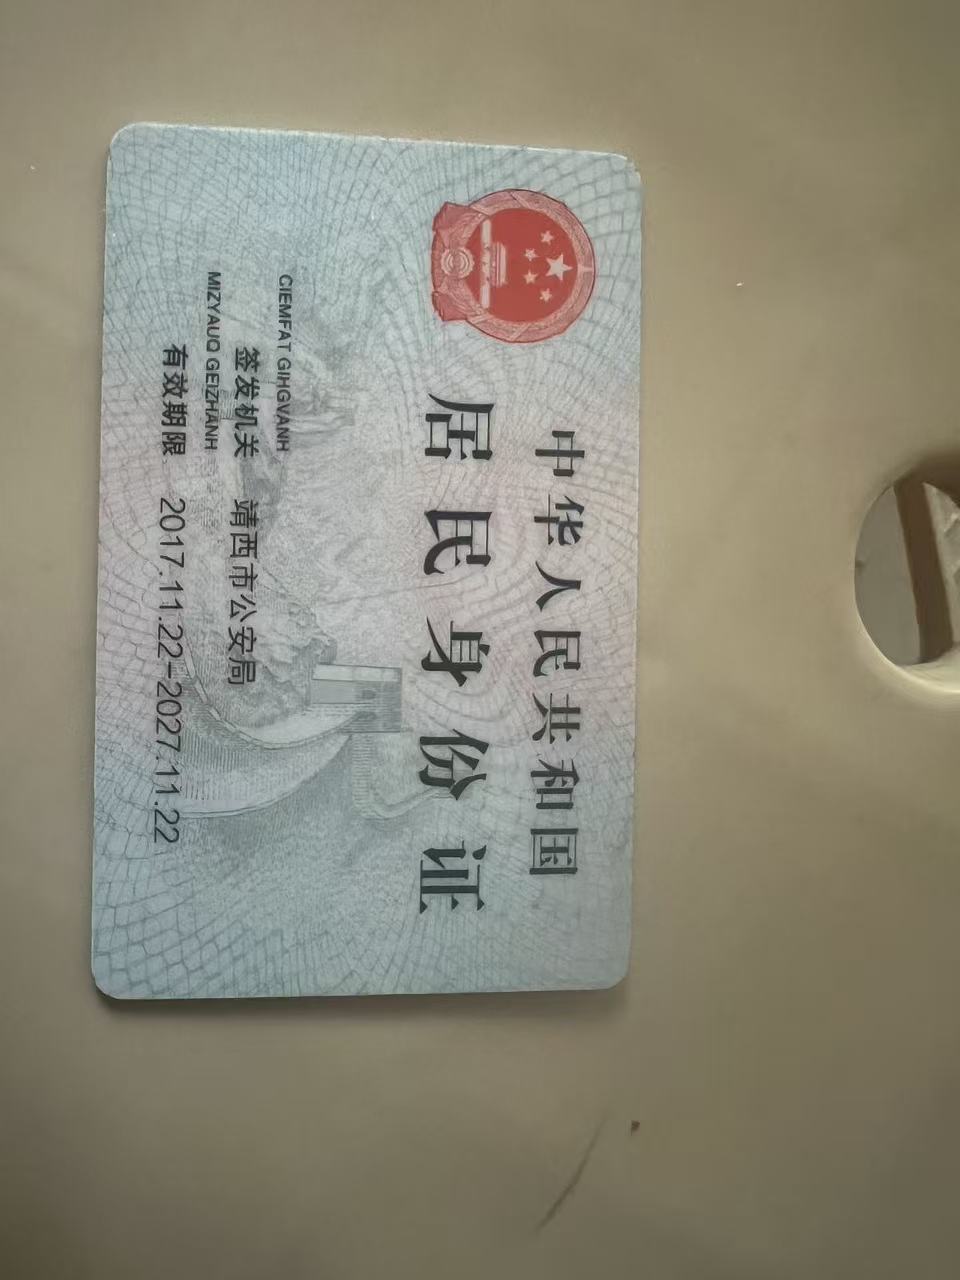 中华人民共和国
居民身份证
CIEMFAT GIHGVANH
签发机关 靖西市公安局
MIZYAUQ GEIZHANH
有效期限 2017.11.22-2027.11.22